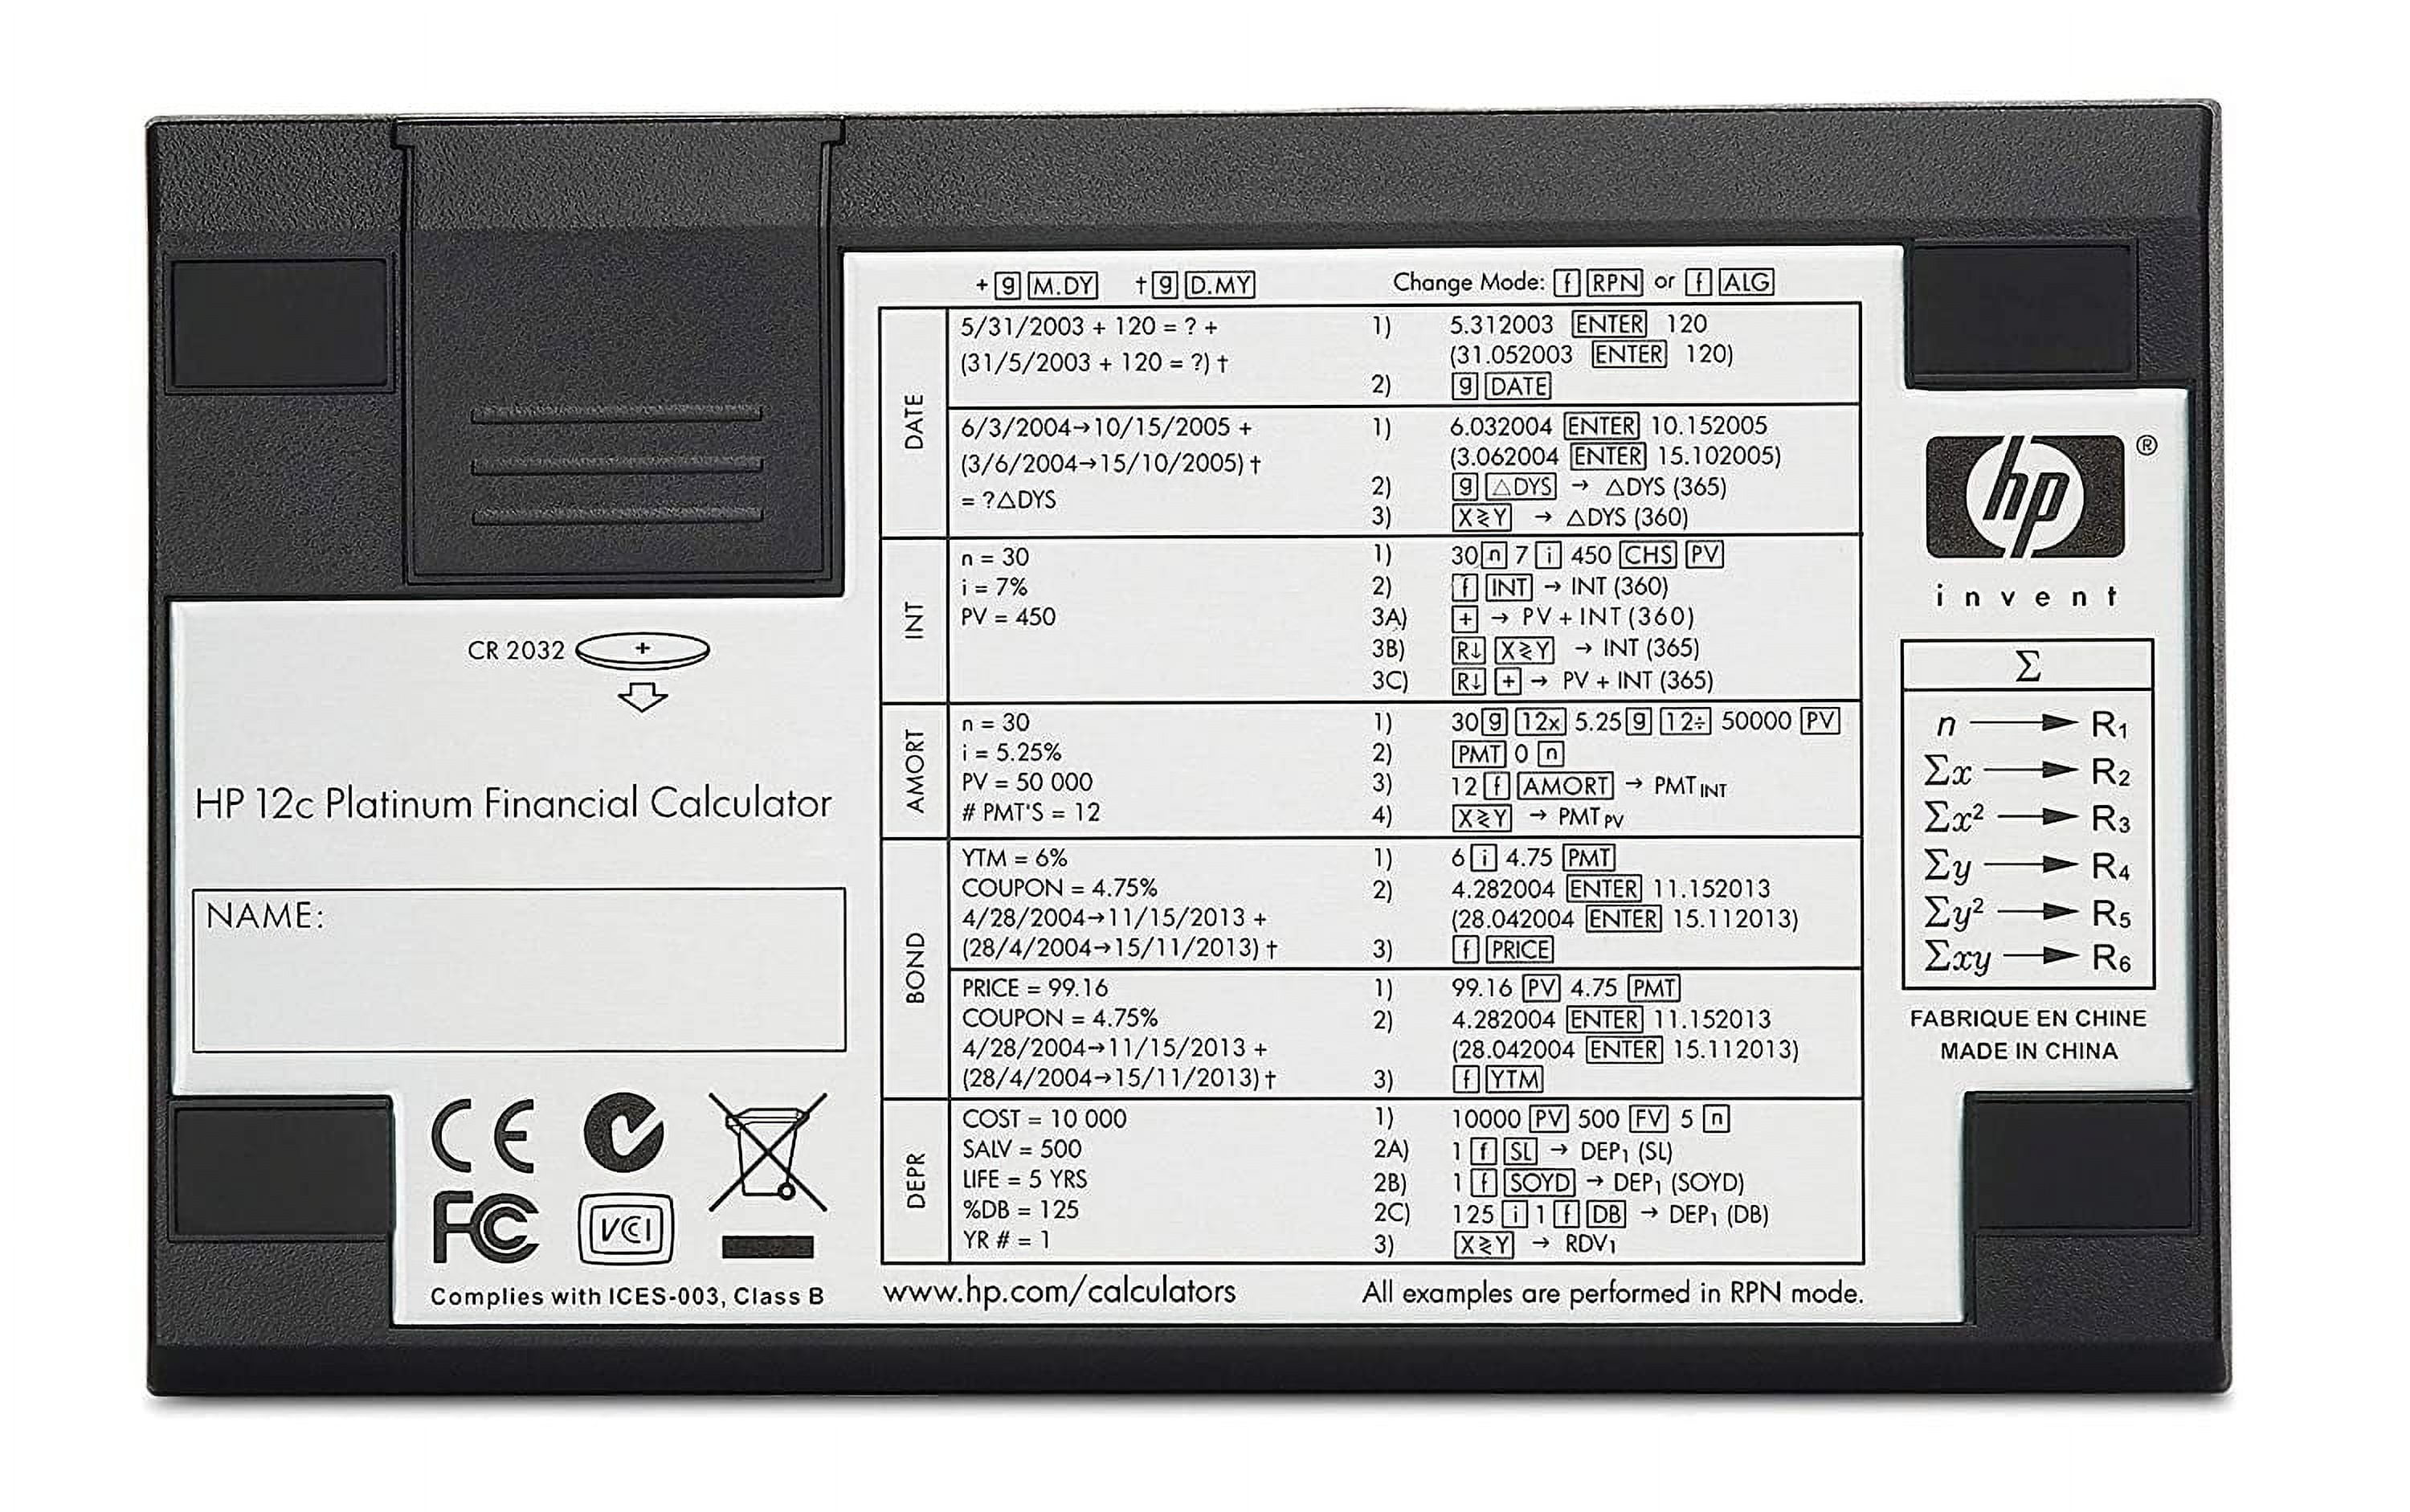 + g M.DY † g D.MY Change Mode: f RPN or f ALG
DATE
5/31/2003 + 120 = ? + 1) 5.312003 ENTER 120
(31/5/2003 + 120 = ?) † (31.052003 ENTER 120)
2) g DATE
6/3/2004→10/15/2005 + 1) 6.032004 ENTER 10.152005
(3/6/2004→15/10/2005) † (3.062004 ENTER 15.102005)
= ?△DYS 2) g △DYS → △DYS (365)
3) X≷Y → △DYS (360)
INT
n = 30 1) 30 n 7 i 450 CHS PV
i = 7% 2) f INT → INT (360)
PV = 450 3A) + → PV + INT (360)
3B) R↓ X≷Y → INT (365)
3C) R↓ + → PV + INT (365)
AMORT
n = 30 1) 30 g 12x 5.25 g 12÷ 50000 PV
i = 5.25% 2) PMT 0 n
PV = 50 000 3) 12 f AMORT → PMT INT
# PMT'S = 12 4) X≷Y → PMT PV
BOND
YTM = 6% 1) 6 i 4.75 PMT
COUPON = 4.75% 2) 4.282004 ENTER 11.152013
4/28/2004→11/15/2013 + (28.042004 ENTER 15.112013)
(28/4/2004→15/11/2013) † 3) f PRICE
PRICE = 99.16 1) 99.16 PV 4.75 PMT
COUPON = 4.75% 2) 4.282004 ENTER 11.152013
4/28/2004→11/15/2013 + (28.042004 ENTER 15.112013)
(28/4/2004→15/11/2013) † 3) f YTM
DEPR
COST = 10 000 1) 10000 PV 500 FV 5 n
SALV = 500 2A) 1 f SL → DEP₁ (SL)
LIFE = 5 YRS 2B) 1 f SOYD → DEP₁ (SOYD)
%DB = 125 2C) 125 i 1 f DB → DEP₁ (DB)
YR # = 1 3) X≷Y → RDV₁
www.hp.com/calculators All examples are performed in RPN mode.
CR 2032 +
HP 12c Platinum Financial Calculator
NAME:
CE
FC VCI
Complies with ICES-003, Class B
hp ®
invent
Σ
n → R₁
Σx → R₂
Σx² → R₃
Σy → R₄
Σy² → R₅
Σxy → R₆
FABRIQUE EN CHINE
MADE IN CHINA